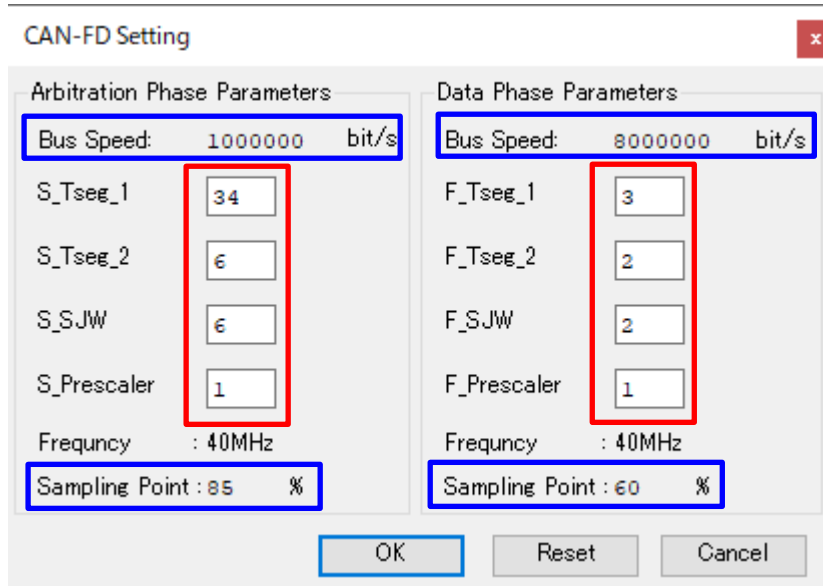 CAN-FD Setting
x
Arbitration Phase Parameters
Bus Speed: 1000000 bit/s
S_Tseg_1 34
S_Tseg_2 6
S_SJW 6
S_Prescaler 1
Frequncy : 40MHz
Sampling Point : 85 %
Data Phase Parameters
Bus Speed: 8000000 bit/s
F_Tseg_1 3
F_Tseg_2 2
F_SJW 2
F_Prescaler 1
Frequncy : 40MHz
Sampling Point : 60 %
OK Reset Cancel